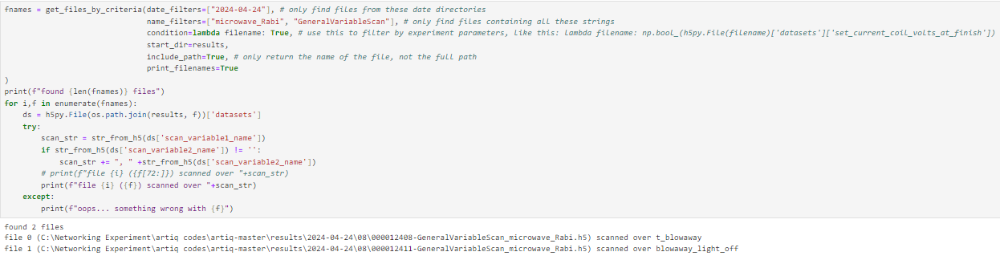 fnames = get_files_by_criteria(date_filters=["2024-04-24"], # only find files from these date directories
                               name_filters=["microwave_Rabi", "GeneralVariableScan"], # only find files containing all these strings
                               condition=lambda filename: True, # use this to filter by experiment parameters, like this: lambda filename: np.bool_(h5py.File(filename)['datasets']['set_current_coil_volts_at_finish'])
                               start_dir=results,
                               include_path=True, # only return the name of the file, not the full path
                               print_filenames=True
)
print(f"found {len(fnames)} files")
for i,f in enumerate(fnames):
    ds = h5py.File(os.path.join(results, f))['datasets']
    try:
        scan_str = str_from_h5(ds['scan_variable1_name'])
        if str_from_h5(ds['scan_variable2_name']) != '':
            scan_str += ", " +str_from_h5(ds['scan_variable2_name'])
        # print(f"file {i} ({f[72:]}) scanned over "+scan_str)
        print(f"file {i} ({f}) scanned over "+scan_str)
    except:
        print(f"oops... something wrong with {f}")
found 2 files
file 0 (C:\Networking Experiment\artiq codes\artiq-master\results\2024-04-24\08\000012408-GeneralVariableScan_microwave_Rabi.h5) scanned over t_blowaway
file 1 (C:\Networking Experiment\artiq codes\artiq-master\results\2024-04-24\08\000012411-GeneralVariableScan_microwave_Rabi.h5) scanned over blowaway_light_off